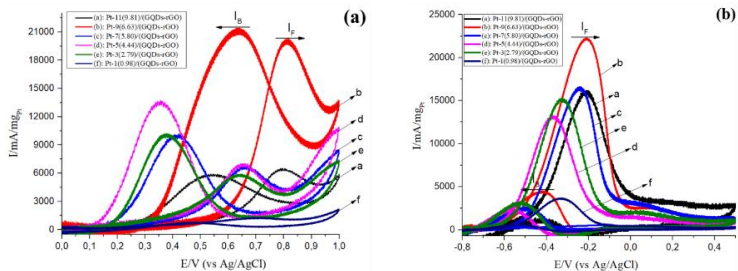 (a)
(a): Pt-11(9.81)/(GQDs-rGO)
(b): Pt-9(6.63)/(GQDs-rGO)
(c): Pt-7(5.80)/(GQDs-rGO)
(d): Pt-5(4.44)/(GQDs-rGO)
(e): Pt-3(2.79)/(GQDs-rGO)
(f): Pt-1(0.98)/(GQDs-rGO)
I_B
I_F
I/mA/mg_Pt
21000
18000
15000
12000
9000
6000
3000
0
b
d
c
e
a
f
0,0 0,1 0,2 0,3 0,4 0,5 0,6 0,7 0,8 0,9 1,0
E/V (vs Ag/AgCl)
(b)
(a): Pt-11(9.81)/(GQDs-rGO)
(b): Pt-9(6.63)/(GQDs-rGO)
(c): Pt-7(5.80)/(GQDs-rGO)
(d): Pt-5(4.44)/(GQDs-rGO)
(e): Pt-3(2.79)/(GQDs-rGO)
(f): Pt-1(0.98)/(GQDs-rGO)
I_F
I/mA/mg_Pt
25000
20000
15000
10000
5000
0
b
a
c
e
d
f
-0,8 -0,6 -0,4 -0,2 0,0 0,2 0,4
E/V (vs Ag/AgCl)